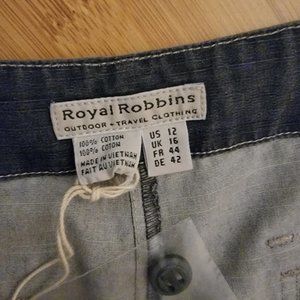 Royal Robbins
OUTDOOR + TRAVEL CLOTHING
100% COTTON
100% COTON
MADE IN VIETNAM
FAIT AU VIETNAM
US 12
UK 16
FR 44
DE 42